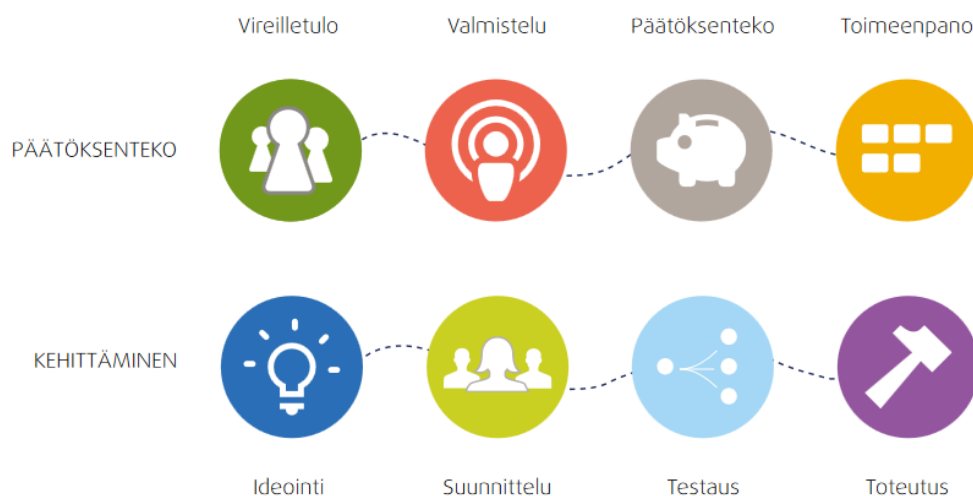 Vireilletulo Valmistelu Päätöksenteko Toimeenpano
PÄÄTÖKSENTEKO
KEHITTÄMINEN
Ideointi Suunnittelu Testaus Toteutus